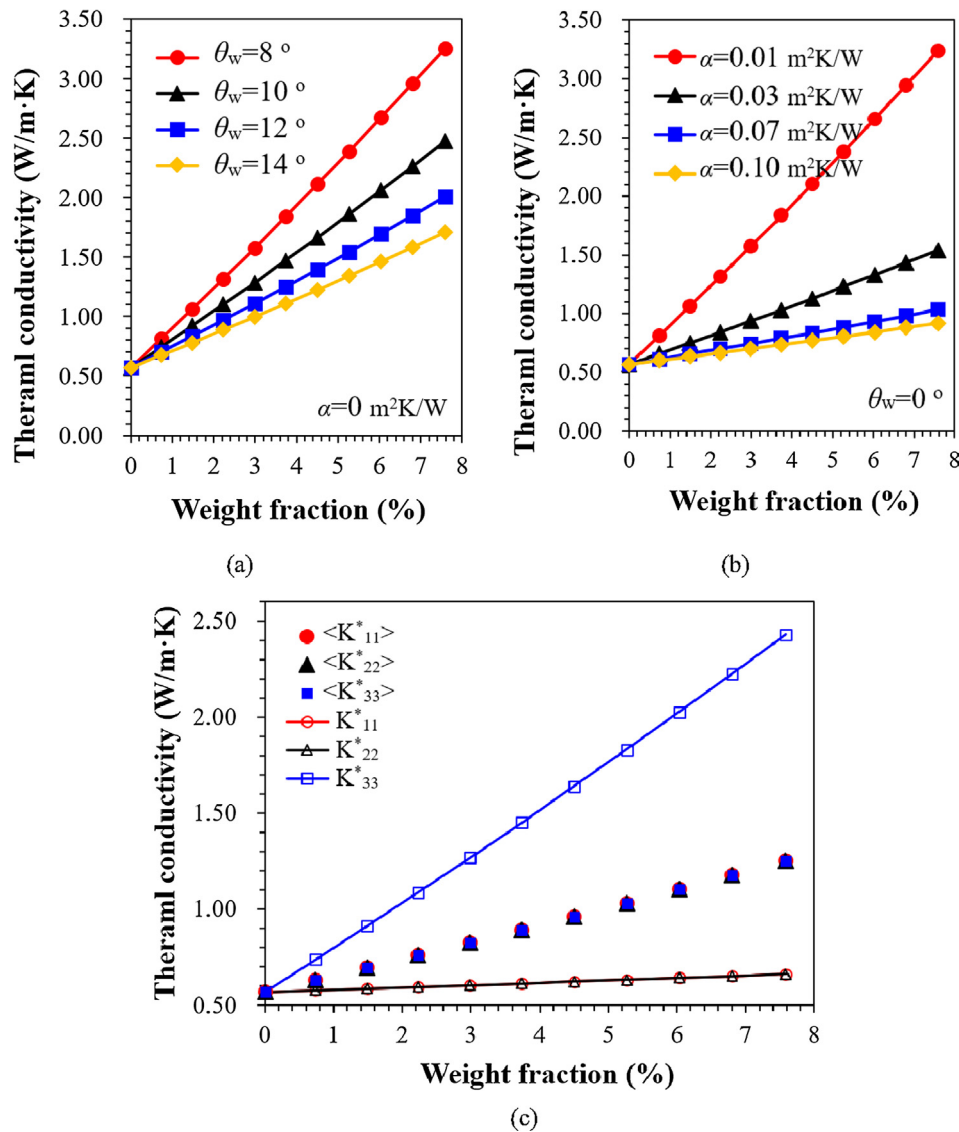 3.50
3.00
2.50
2.00
1.50
1.00
0.50
0.00
Theraml conductivity (W/m·K)
θw=8 °
θw=10 °
θw=12 °
θw=14 °
α=0 m²K/W
0 1 2 3 4 5 6 7 8
Weight fraction (%)
(a)
3.50
3.00
2.50
2.00
1.50
1.00
0.50
0.00
Theraml conductivity (W/m·K)
α=0.01 m²K/W
α=0.03 m²K/W
α=0.07 m²K/W
α=0.10 m²K/W
θw=0 °
0 1 2 3 4 5 6 7 8
Weight fraction (%)
(b)
2.50
2.00
1.50
1.00
0.50
Theraml conductivity (W/m·K)
<K*11>
<K*22>
<K*33>
K*11
K*22
K*33
0 1 2 3 4 5 6 7 8
Weight fraction (%)
(c)